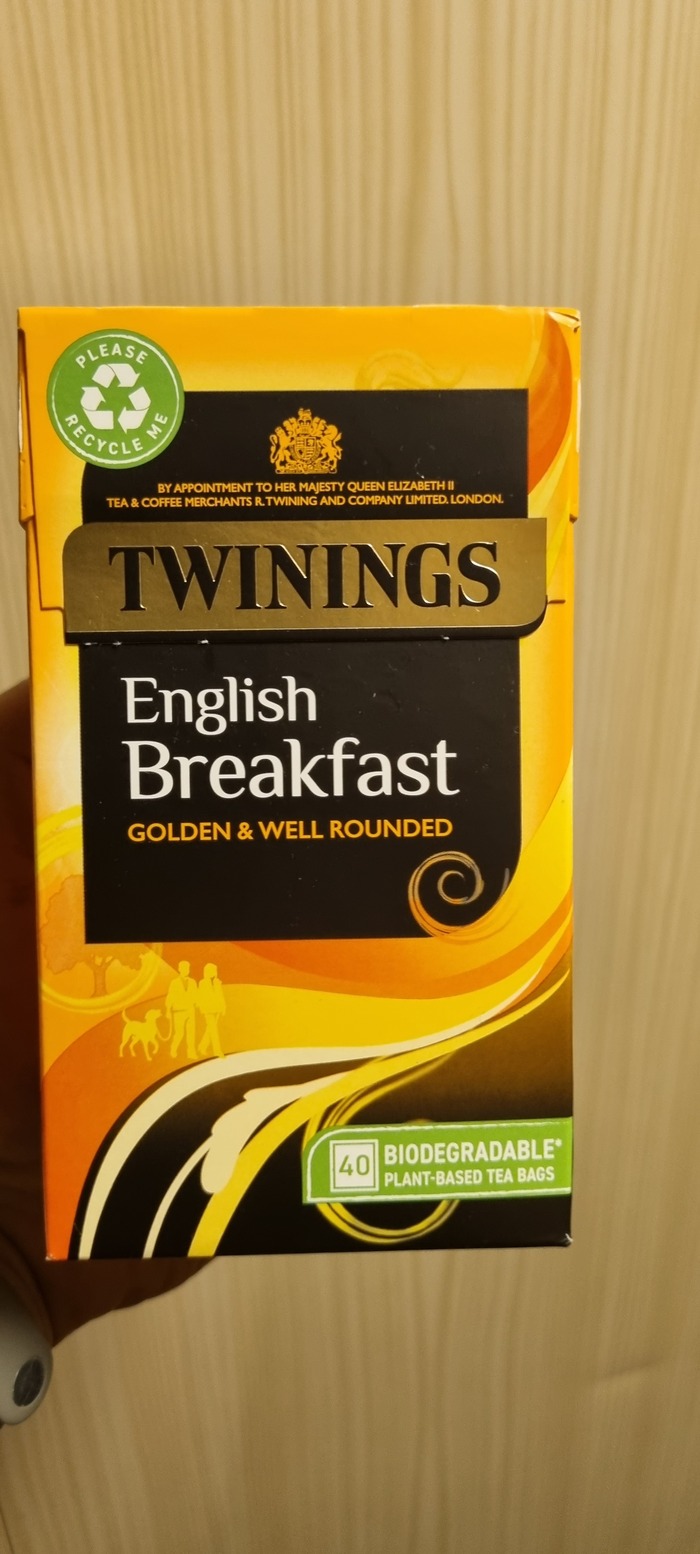 PLEASE
RECYCLE ME
BY APPOINTMENT TO HER MAJESTY QUEEN ELIZABETH II
TEA & COFFEE MERCHANTS R. TWINING AND COMPANY LIMITED. LONDON.
TWININGS
English
Breakfast
GOLDEN & WELL ROUNDED
40
BIODEGRADABLE*
PLANT-BASED TEA BAGS